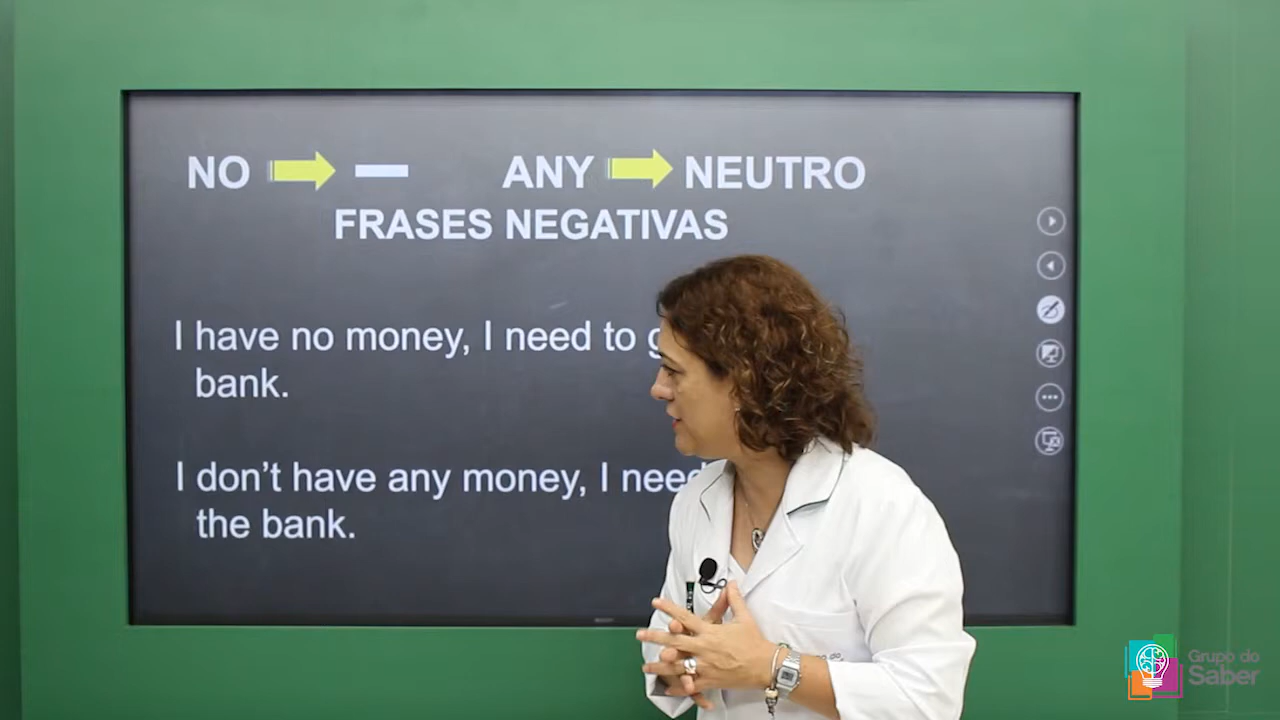 NO ANY NEUTRO
FRASES NEGATIVAS
I have no money, I need to
bank.
I don't have any money, I need
the bank.
Grupo do
Saber